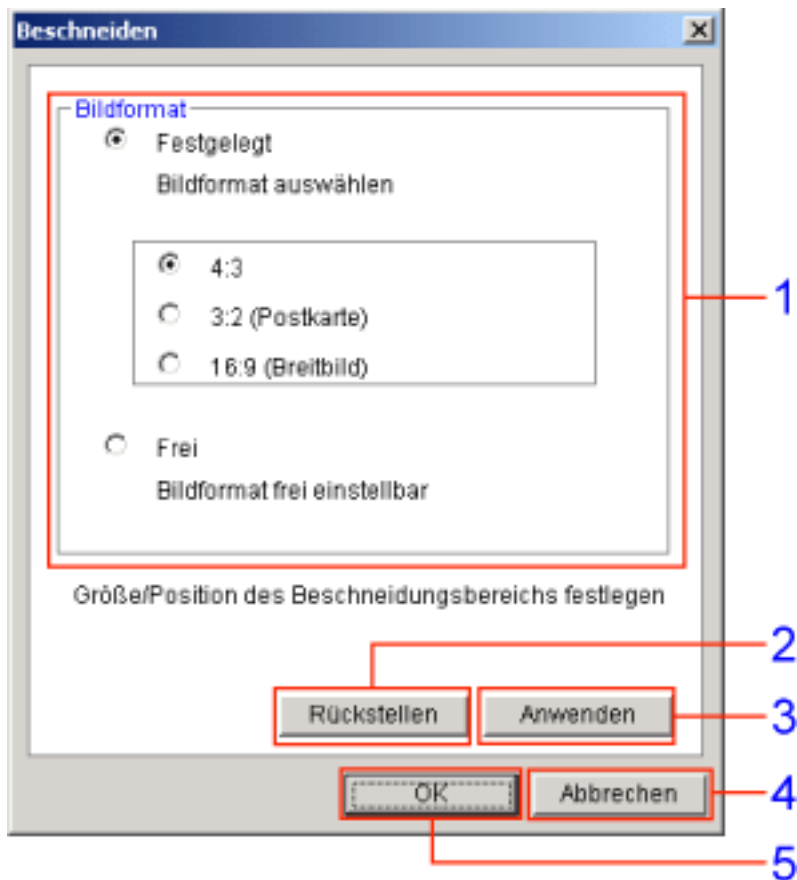 Beschneiden
Bildformat
Festgelegt
Bildformat auswählen
4:3
3:2 (Postkarte)
16:9 (Breitbild)
1
Frei
Bildformat frei einstellbar
Größe/Position des Beschneidungsbereichs festlegen
2
Rückstellen
Anwenden
3
OK
Abbrechen
4
5